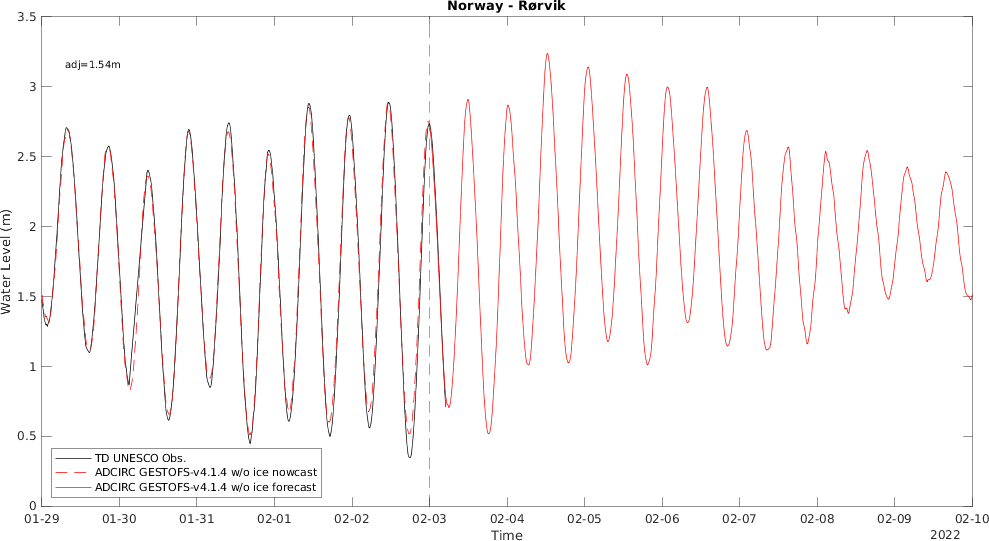 Norway - Rørvik
adj=1.54m
Water Level (m)
3.5
3
2.5
2
1.5
1
0.5
0
TD UNESCO Obs.
ADCIRC GESTOFS-v4.1.4 w/o ice nowcast
ADCIRC GESTOFS-v4.1.4 w/o ice forecast
01-29 01-30 01-31 02-01 02-02 02-03 02-04 02-05 02-06 02-07 02-08 02-09 02-10
Time
2022